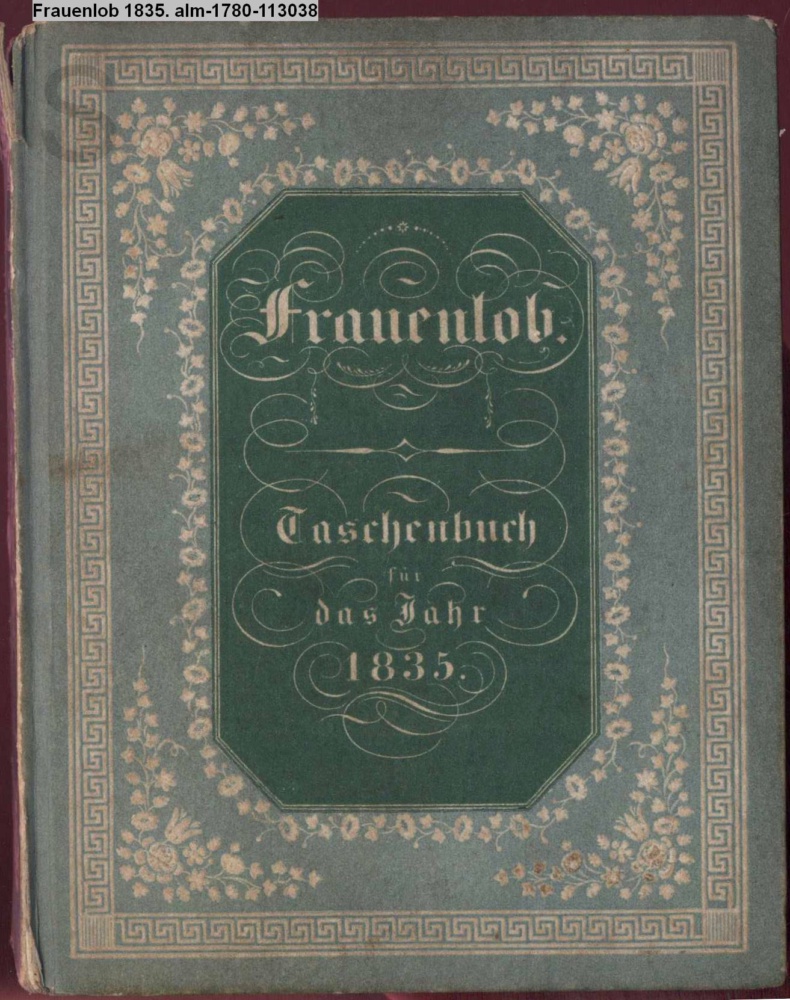 Frauenlob 1835. alm-1780-113038
Frauenlob.
Taschenbuch
für
das Jahr
1835.